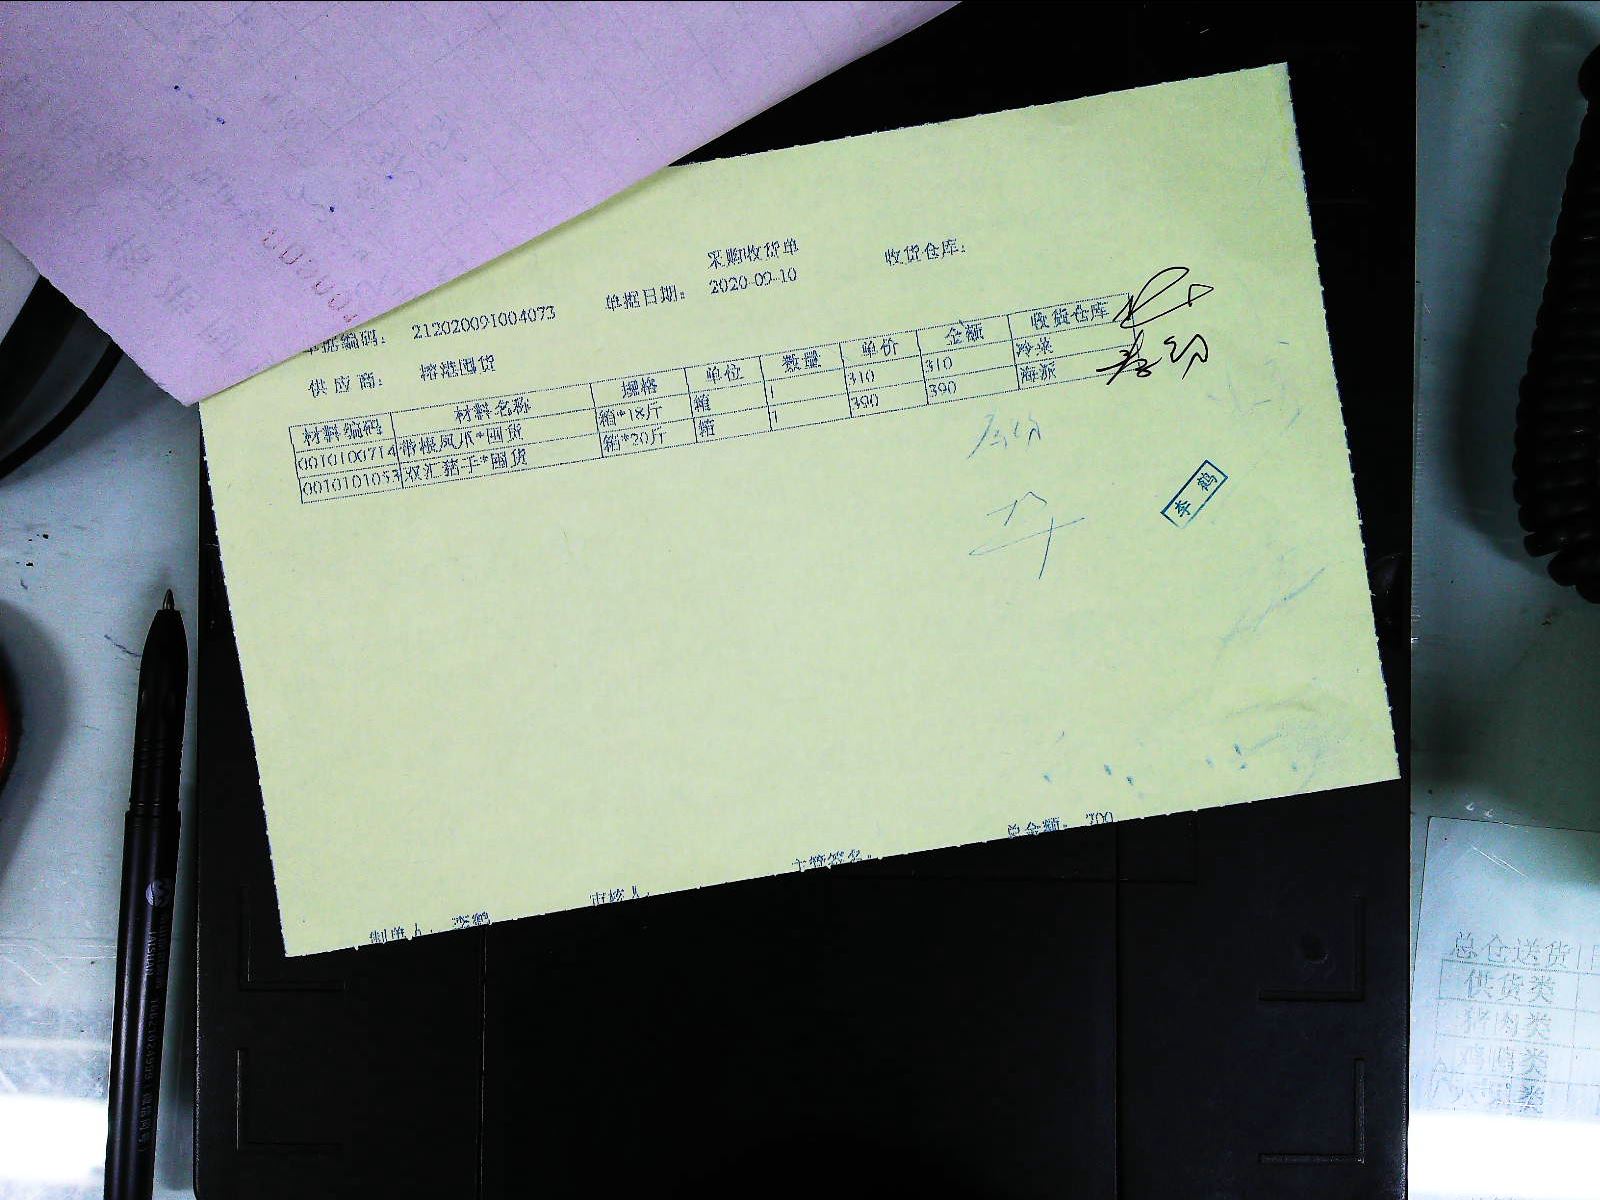 采购收货单
单据编码： 212020091004073 单据日期： 2020-09-10 收货仓库：
供应商： 榕港囤货
材料编码 材料名称 规格 单位 数量 单价 金额 收货仓库
0010100714 带怅凤爪*囤货 箱*18斤 箱 1 310 310 冷菜
0010101053 双汇猪手*囤货 箱*20斤 箱 1 390 390 海派
李鹤
总金额： 700
主管签名：
审核人：
制单人： 李鹤
总仓送货
供货类
猪肉类
鸡鸭类